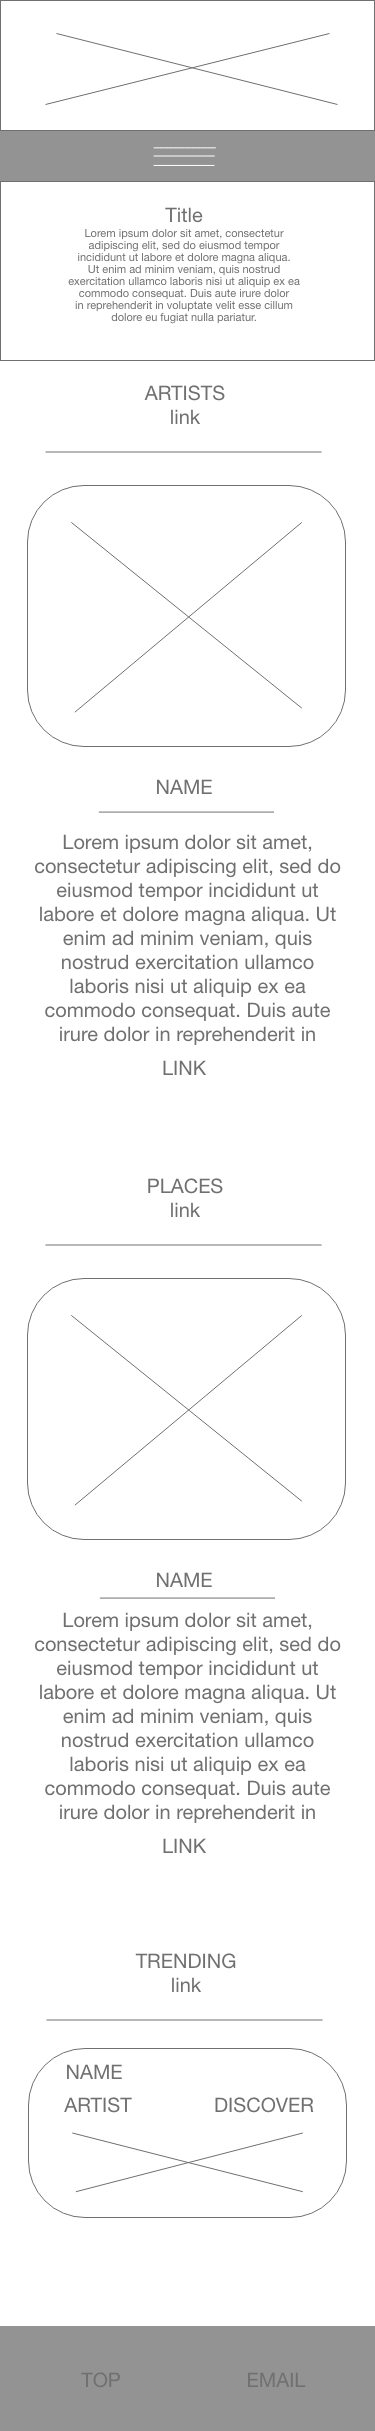 Title
Lorem ipsum dolor sit amet, consectetur
adipiscing elit, sed do eiusmod tempor
incididunt ut labore et dolore magna aliqua.
Ut enim ad minim veniam, quis nostrud
exercitation ullamco laboris nisi ut aliquip ex ea
commodo consequat. Duis aute irure dolor
in reprehenderit in voluptate velit esse cillum
dolore eu fugiat nulla pariatur.
ARTISTS
link
NAME
Lorem ipsum dolor sit amet,
consectetur adipiscing elit, sed do
eiusmod tempor incididunt ut
labore et dolore magna aliqua. Ut
enim ad minim veniam, quis
nostrud exercitation ullamco
laboris nisi ut aliquip ex ea
commodo consequat. Duis aute
irure dolor in reprehenderit in
LINK
PLACES
link
NAME
Lorem ipsum dolor sit amet,
consectetur adipiscing elit, sed do
eiusmod tempor incididunt ut
labore et dolore magna aliqua. Ut
enim ad minim veniam, quis
nostrud exercitation ullamco
laboris nisi ut aliquip ex ea
commodo consequat. Duis aute
irure dolor in reprehenderit in
LINK
TRENDING
link
NAME
ARTIST DISCOVER
TOP EMAIL